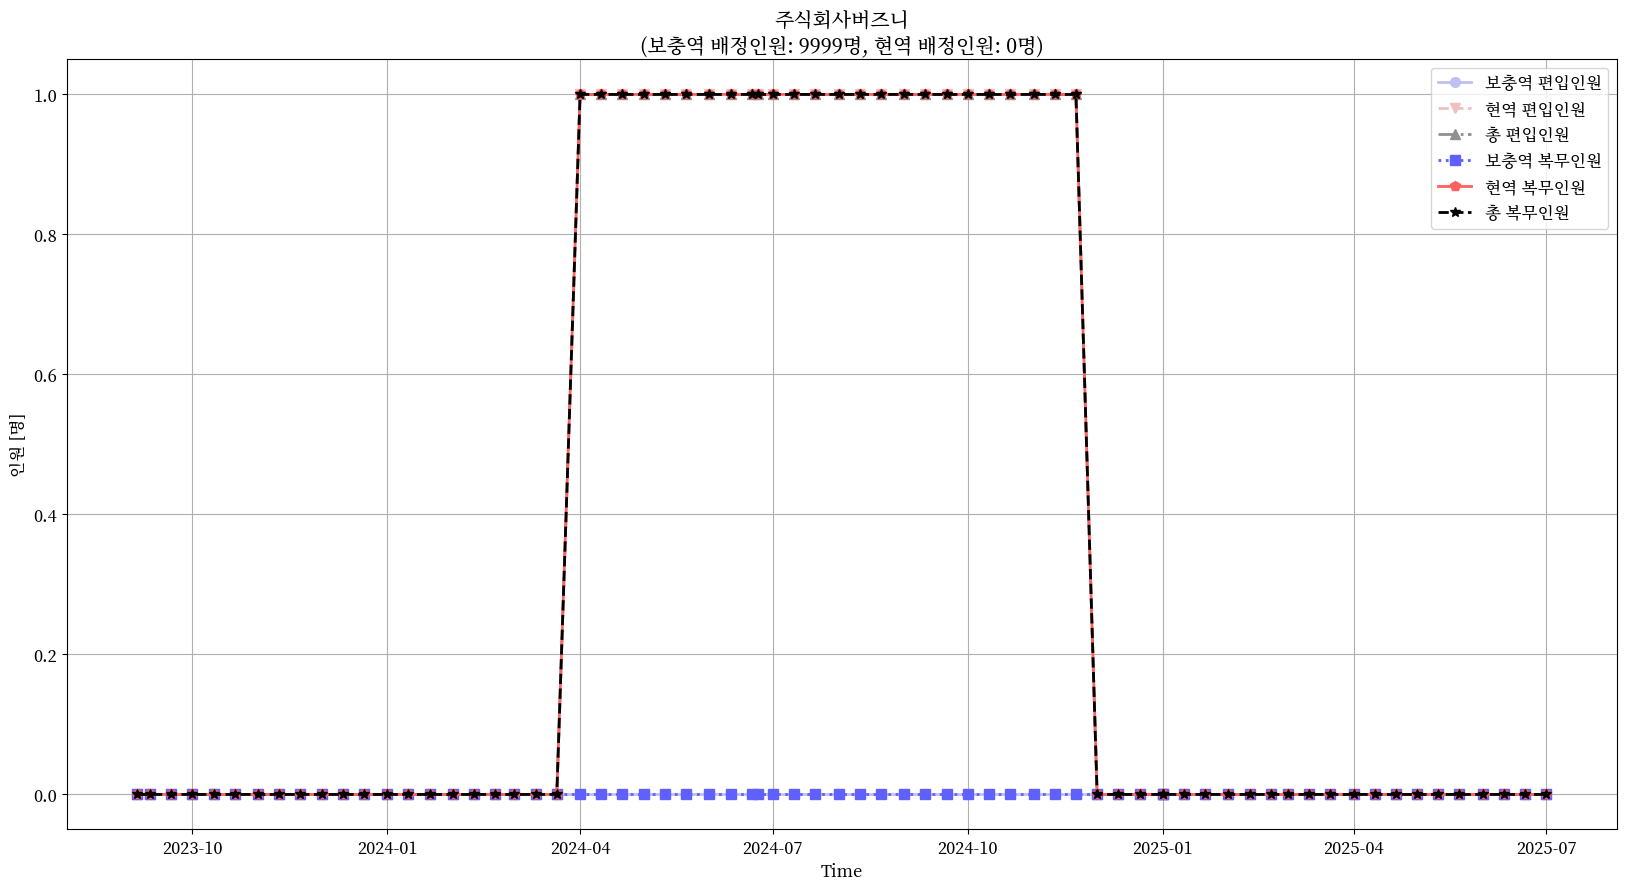 주식회사버즈니
(보충역 배정인원: 9999명, 현역 배정인원: 0명)
보충역 편입인원
현역 편입인원
총 편입인원
보충역 복무인원
현역 복무인원
총 복무인원
인원 [명]
1.0
0.8
0.6
0.4
0.2
0.0
2023-10 2024-01 2024-04 2024-07 2024-10 2025-01 2025-04 2025-07
Time